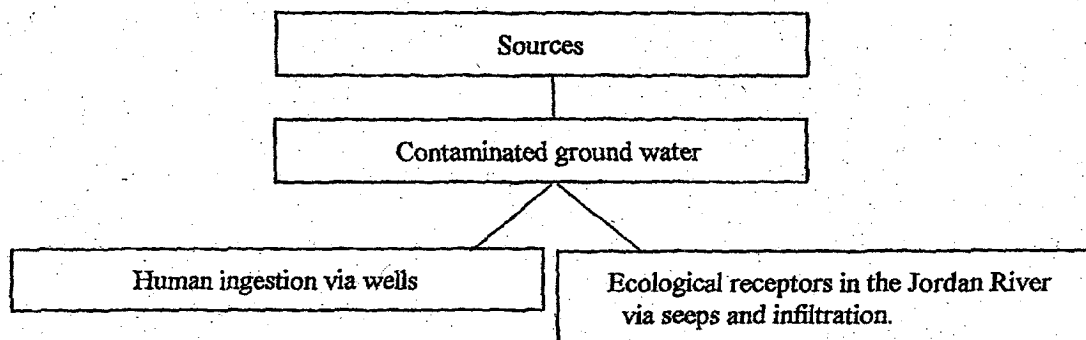 Sources
Contaminated ground water
Human ingestion via wells
Ecological receptors in the Jordan River
via seeps and infiltration.